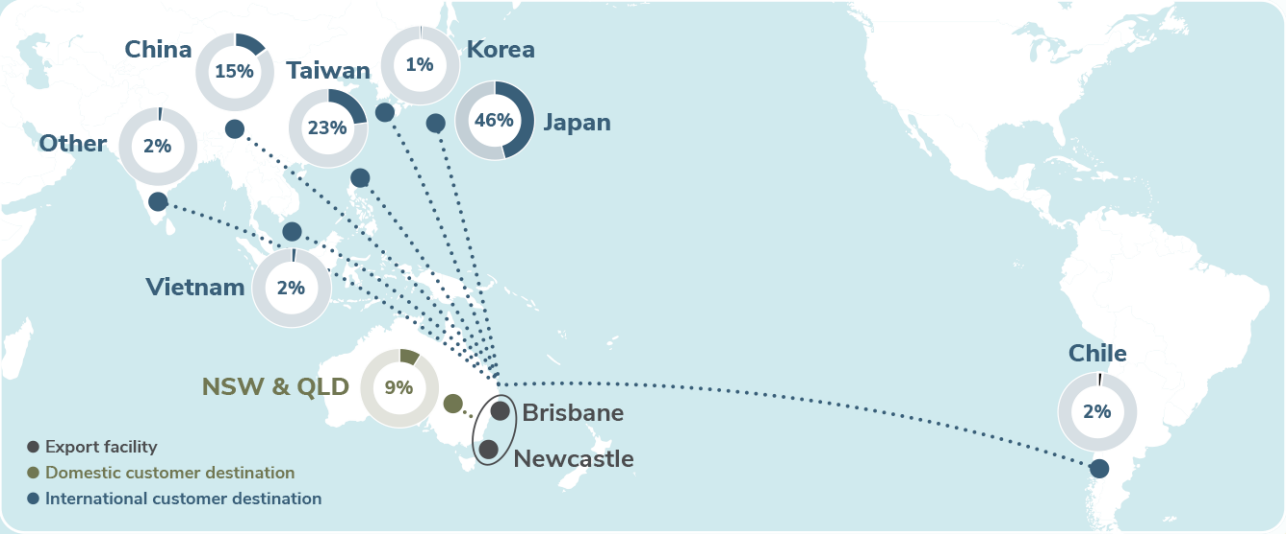 China
15%
Korea
1%
Taiwan
23%
Japan
46%
Other
2%
Vietnam
2%
NSW & QLD
9%
Chile
2%
Brisbane
Newcastle
Export facility
Domestic customer destination
International customer destination